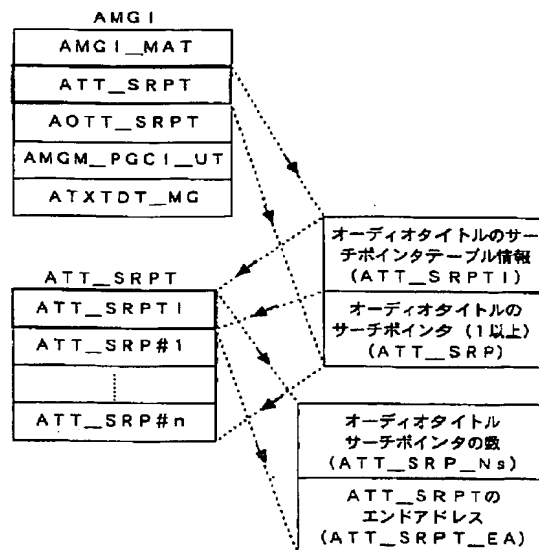 AMGI
AMGI_MAT
ATT_SRPT
AOTT_SRPT
AMGM_PGCI_UT
ATXTDT_MG
オーディオタイトルのサー
チポインタテーブル情報
(ATT_SRPTI)
オーディオタイトルの
サーチポインタ (1以上)
(ATT_SRP)
ATT_SRPT
ATT_SRPTI
ATT_SRP#1
ATT_SRP#n
オーディオタイトル
サーチポインタの数
(ATT_SRP_Ns)
ATT_SRPTの
エンドアドレス
(ATT_SRPT_EA)